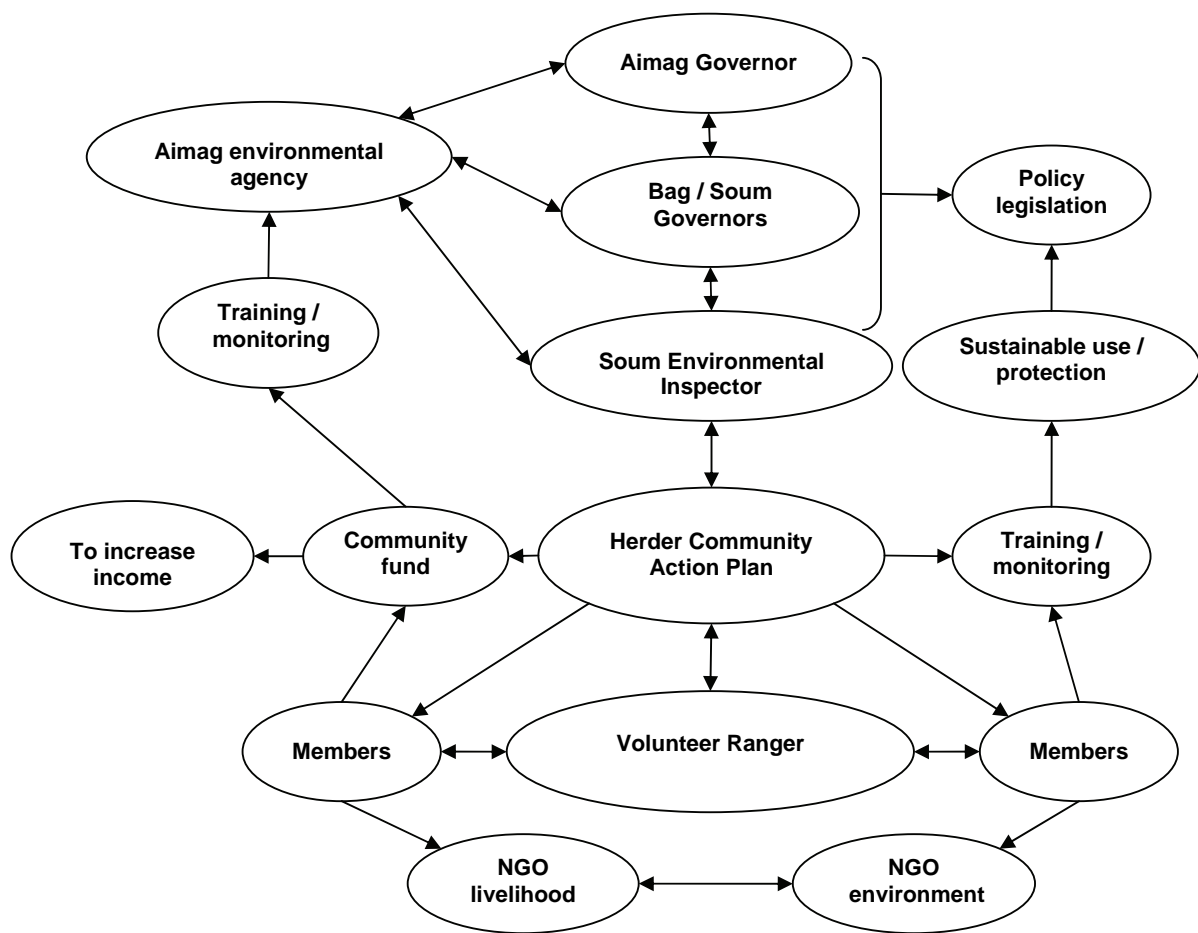 Aimag Governor
Aimag environmental
agency
Bag / Soum
Governors
Policy
legislation
Training /
monitoring
Soum Environmental
Inspector
Sustainable use /
protection
To increase
income
Community
fund
Herder Community
Action Plan
Training /
monitoring
Members
Volunteer Ranger
Members
NGO
livelihood
NGO
environment